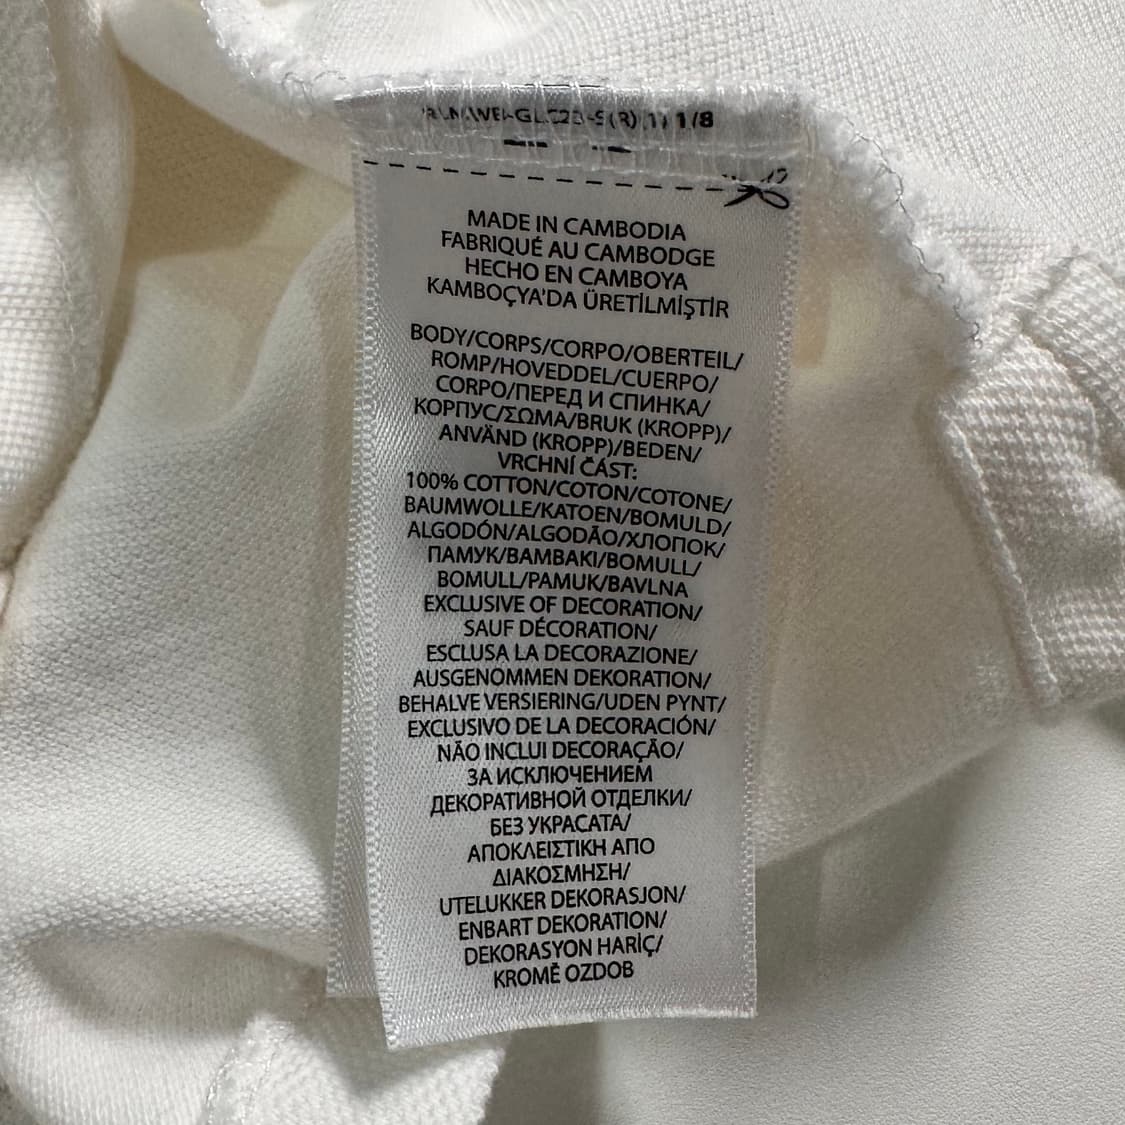 1/8
MADE IN CAMBODIA
FABRIQUÉ AU CAMBODGE
HECHO EN CAMBOYA
KAMBOÇYA'DA ÜRETİLMİŞTİR
BODY/CORPS/CORPO/OBERTEIL/
ROMP/HOVEDDEL/CUERPO/
CORPO/ПЕРЕД И СПИНКА/
КОРПУС/ΣΩΜΑ/BRUK (KROPP)/
ANVÄND (KROPP)/BEDEN/
VRCHNÍ ČÁST:
100% COTTON/COTON/COTONE/
BAUMWOLLE/KATOEN/BOMULD/
ALGODÓN/ALGODÃO/ХЛОПОК/
ПАМУК/BAMBAKI/BOMULL/
BOMULL/PAMUK/BAVLNA
EXCLUSIVE OF DECORATION/
SAUF DÉCORATION/
ESCLUSA LA DECORAZIONE/
AUSGENOMMEN DEKORATION/
BEHALVE VERSIERING/UDEN PYNT/
EXCLUSIVO DE LA DECORACIÓN/
NÃO INCLUI DECORAÇÃO/
ЗА ИСКЛЮЧЕНИЕМ
ДЕКОРАТИВНОЙ ОТДЕЛКИ/
БЕЗ УКРАСАТА/
ΑΠΟΚΛΕΙΣΤΙΚΗ ΑΠΟ
ΔΙΑΚΟΣΜΗΣΗ/
UTELUKKER DEKORASJON/
ENBART DEKORATION/
DEKORASYON HARİÇ/
KROMĚ OZDOB